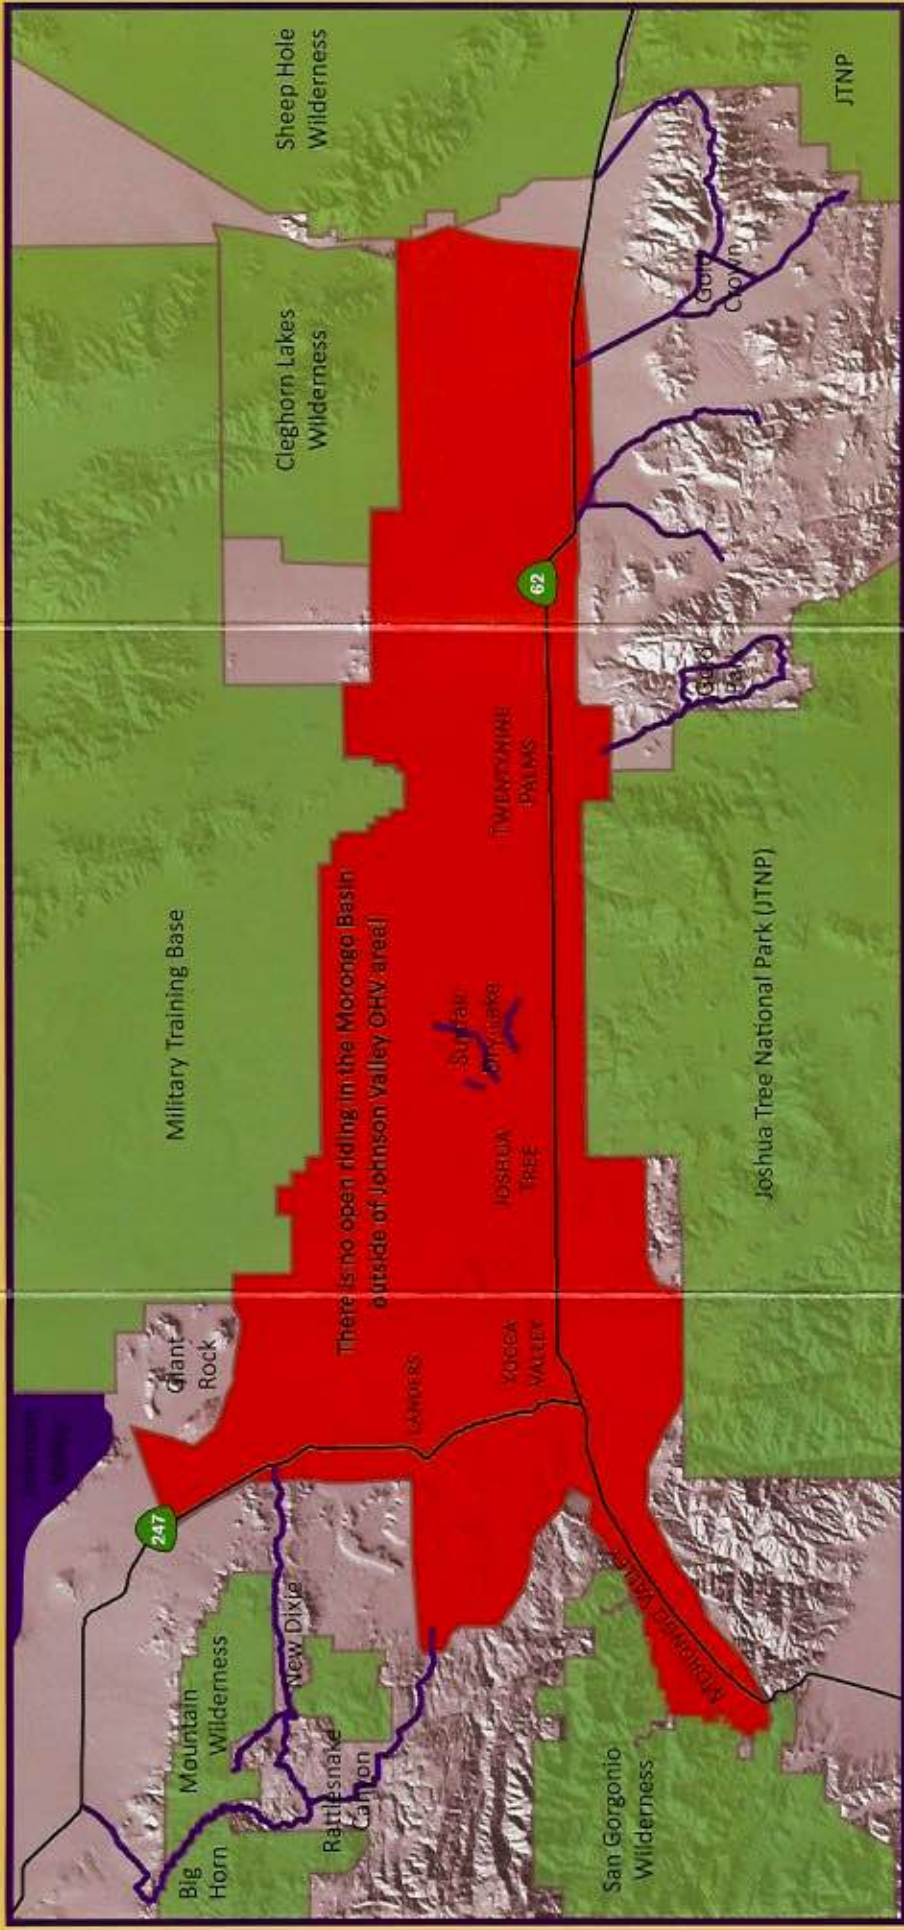 Military Training Base
Sheep Hole
Wilderness
Cleghorn Lakes
Wilderness
JTNP
Giant
Rock
247
There is no open riding in the Morongo Basin
outside of Johnson Valley OHV area!
LANDERS
YUCCA
VALLEY
JOSHUA
TREE
TWENTYNINE
PALMS
62
Gold
Crown
Mountain
Wilderness
Big
Horn
New Dixie
Rattlesnake
Canyon
San Gorgonio
Wilderness
MORONGO VALLEY
Joshua Tree National Park (JTNP)